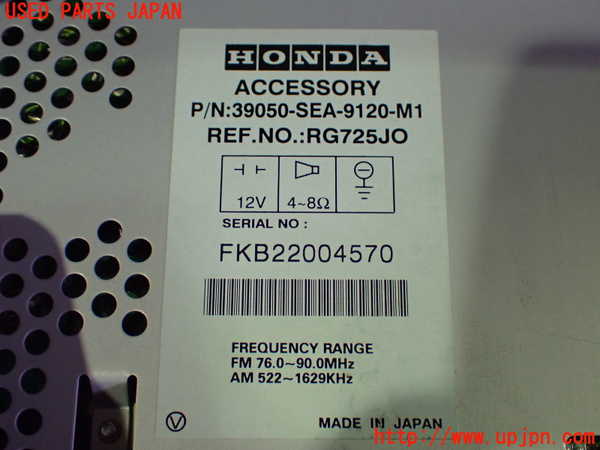 USED PARTS JAPAN
HONDA
ACCESSORY
P/N:39050-SEA-9120-M1
REF.NO.:RG725JO
12V 4~8Ω
SERIAL NO :
FKB22004570
FREQUENCY RANGE
FM 76.0~90.0MHz
AM 522~1629KHz
V MADE IN JAPAN
http://www.upjpn.com